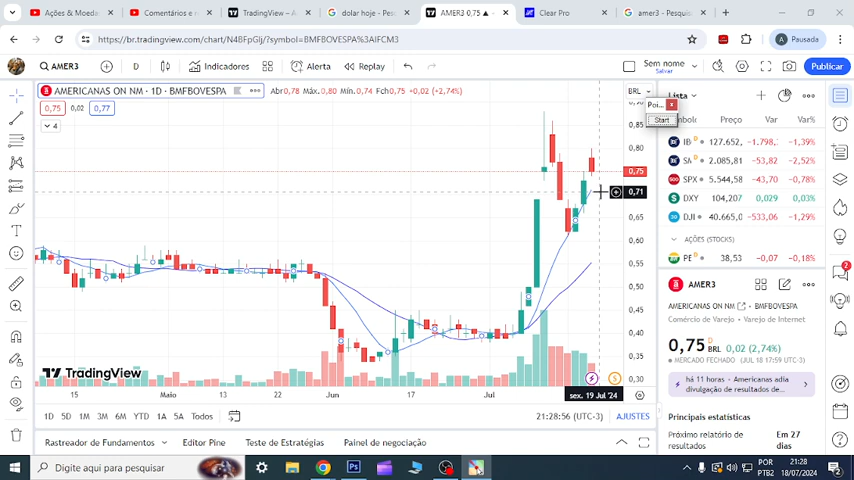 Ações & Moedas
Comentários e n
TradingView – A
dolar hoje - Pesq
AMER3 0,75 ▲
Clear Pro
amer3 - Pesquis
https://br.tradingview.com/chart/N4BFpGlj/?symbol=BMFBOVESPA%3AIFCM3
Pausada
AMER3
D
Indicadores
Alerta
Replay
Sem nome
Salvar
Publicar
AMERICANAS ON NM · 1D · BMFBOVESPA
Abr0,78 Máx.0,80 Mín.0,74 Fch0,75 -0,02 (+2,74%)
0,75 0,02 0,77
4
BRL
0,85
0,80
0,75
0,71
0,65
0,60
0,55
0,50
0,45
0,40
0,35
0,30
TradingView
15 Maio 13 22 Jun 17 Jul sex. 19 Jul '24
1D 5D 1M 3M 6M YTD 1A 5A Todos
21:28:56 (UTC-3) AJUSTES
Rastreador de Fundamentos Editor Pine Teste de Estratégias Painel de negociação
Lista
Start
Preço Var Var%
IB D 127.652, -1.798, -1,39%
SA D 2.085,81 -53,82 -2,52%
SPX 5.544,58 -43,70 -0,78%
DXY 104,207 0,029 0,03%
DJI D 40.665,0 -533,06 -1,29%
AÇÕES (STOCKS)
PE D 38,53 -0,07 -0,18%
AMER3
AMERICANAS ON NM • BMFBOVESPA
Comércio de Varejo • Varejo de Internet
0,75 D BRL 0,02 (2,74%)
MERCADO FECHADO (JUL 18 17:59 UTC-3)
há 11 horas - Americanas adia
divulgação de resultados de...
Principais estatísticas
Próximo relatório de
resultados
Em 27
dias
2
Digite aqui para pesquisar
POR
PTB2
21:28
18/07/2024